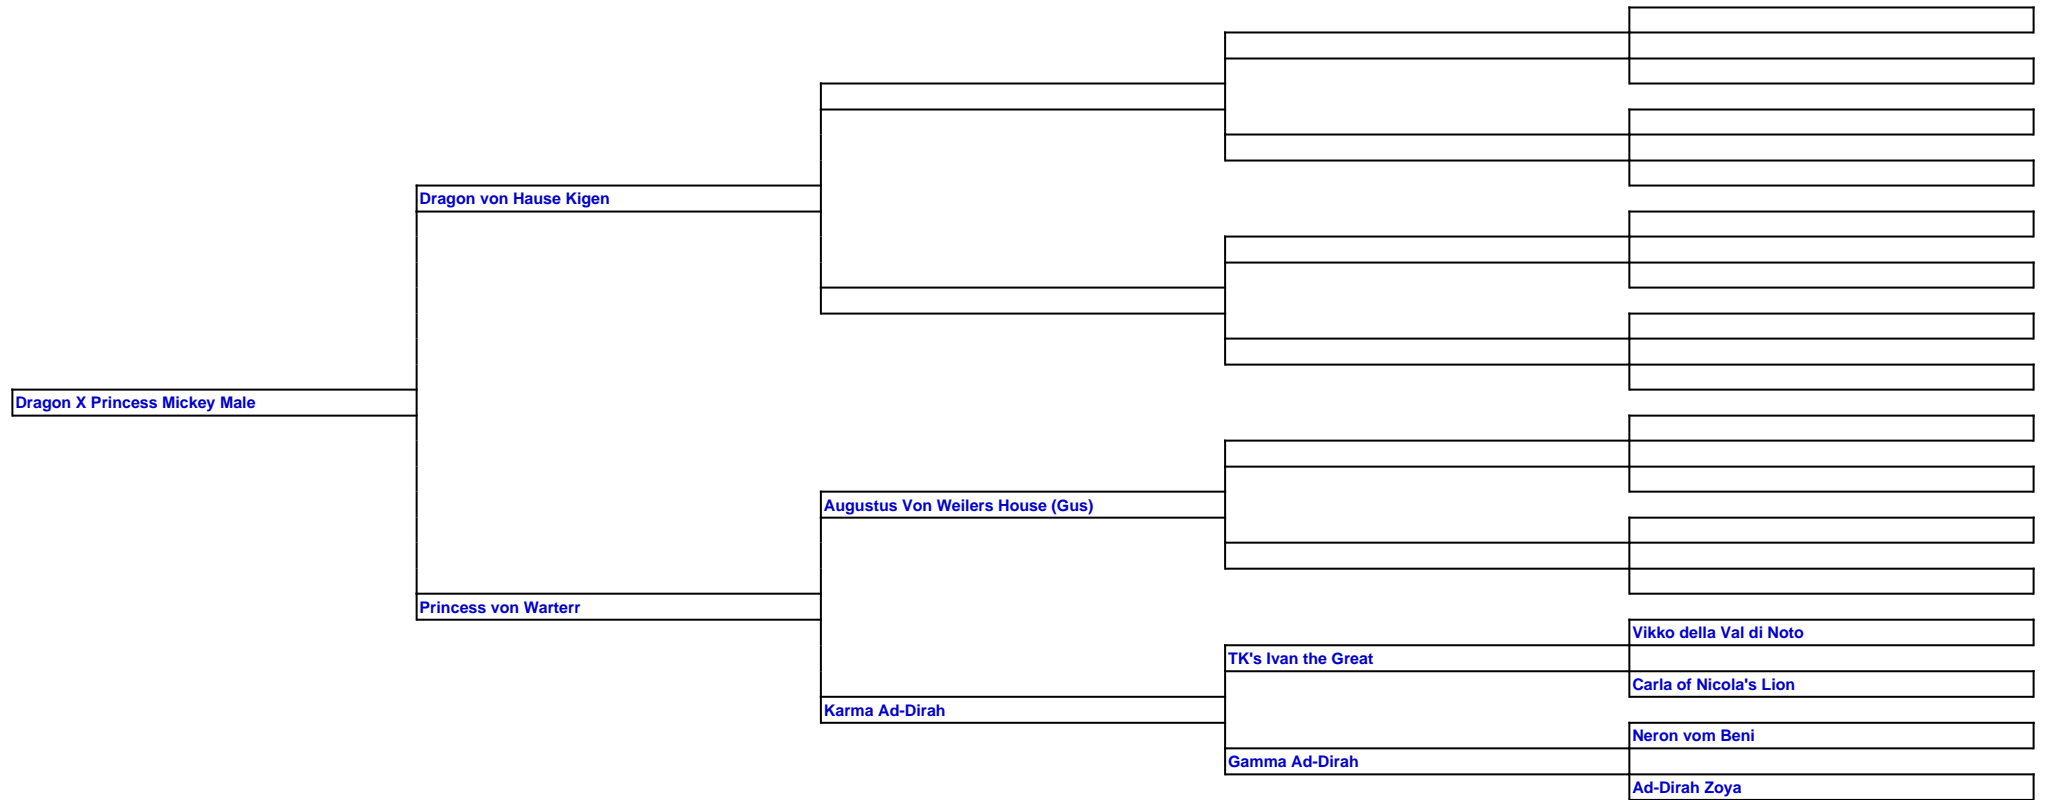 Dragon von Hause Kigen
Dragon X Princess Mickey Male
Augustus Von Weilers House (Gus)
Princess von Warterr
Vikko della Val di Noto
TK's Ivan the Great
Carla of Nicola's Lion
Karma Ad-Dirah
Neron vom Beni
Gamma Ad-Dirah
Ad-Dirah Zoya